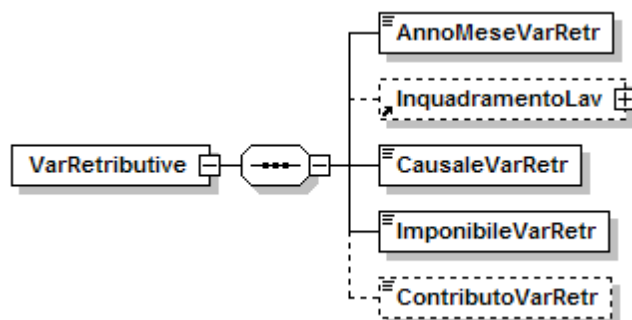 AnnoMeseVarRetr
InquadramentoLav
VarRetributive
CausaleVarRetr
ImponibileVarRetr
ContributoVarRetr